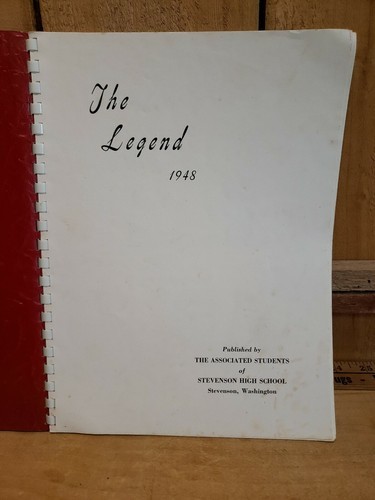 The
Legend
1948
Published by
THE ASSOCIATED STUDENTS
of
STEVENSON HIGH SCHOOL
Stevenson, Washington